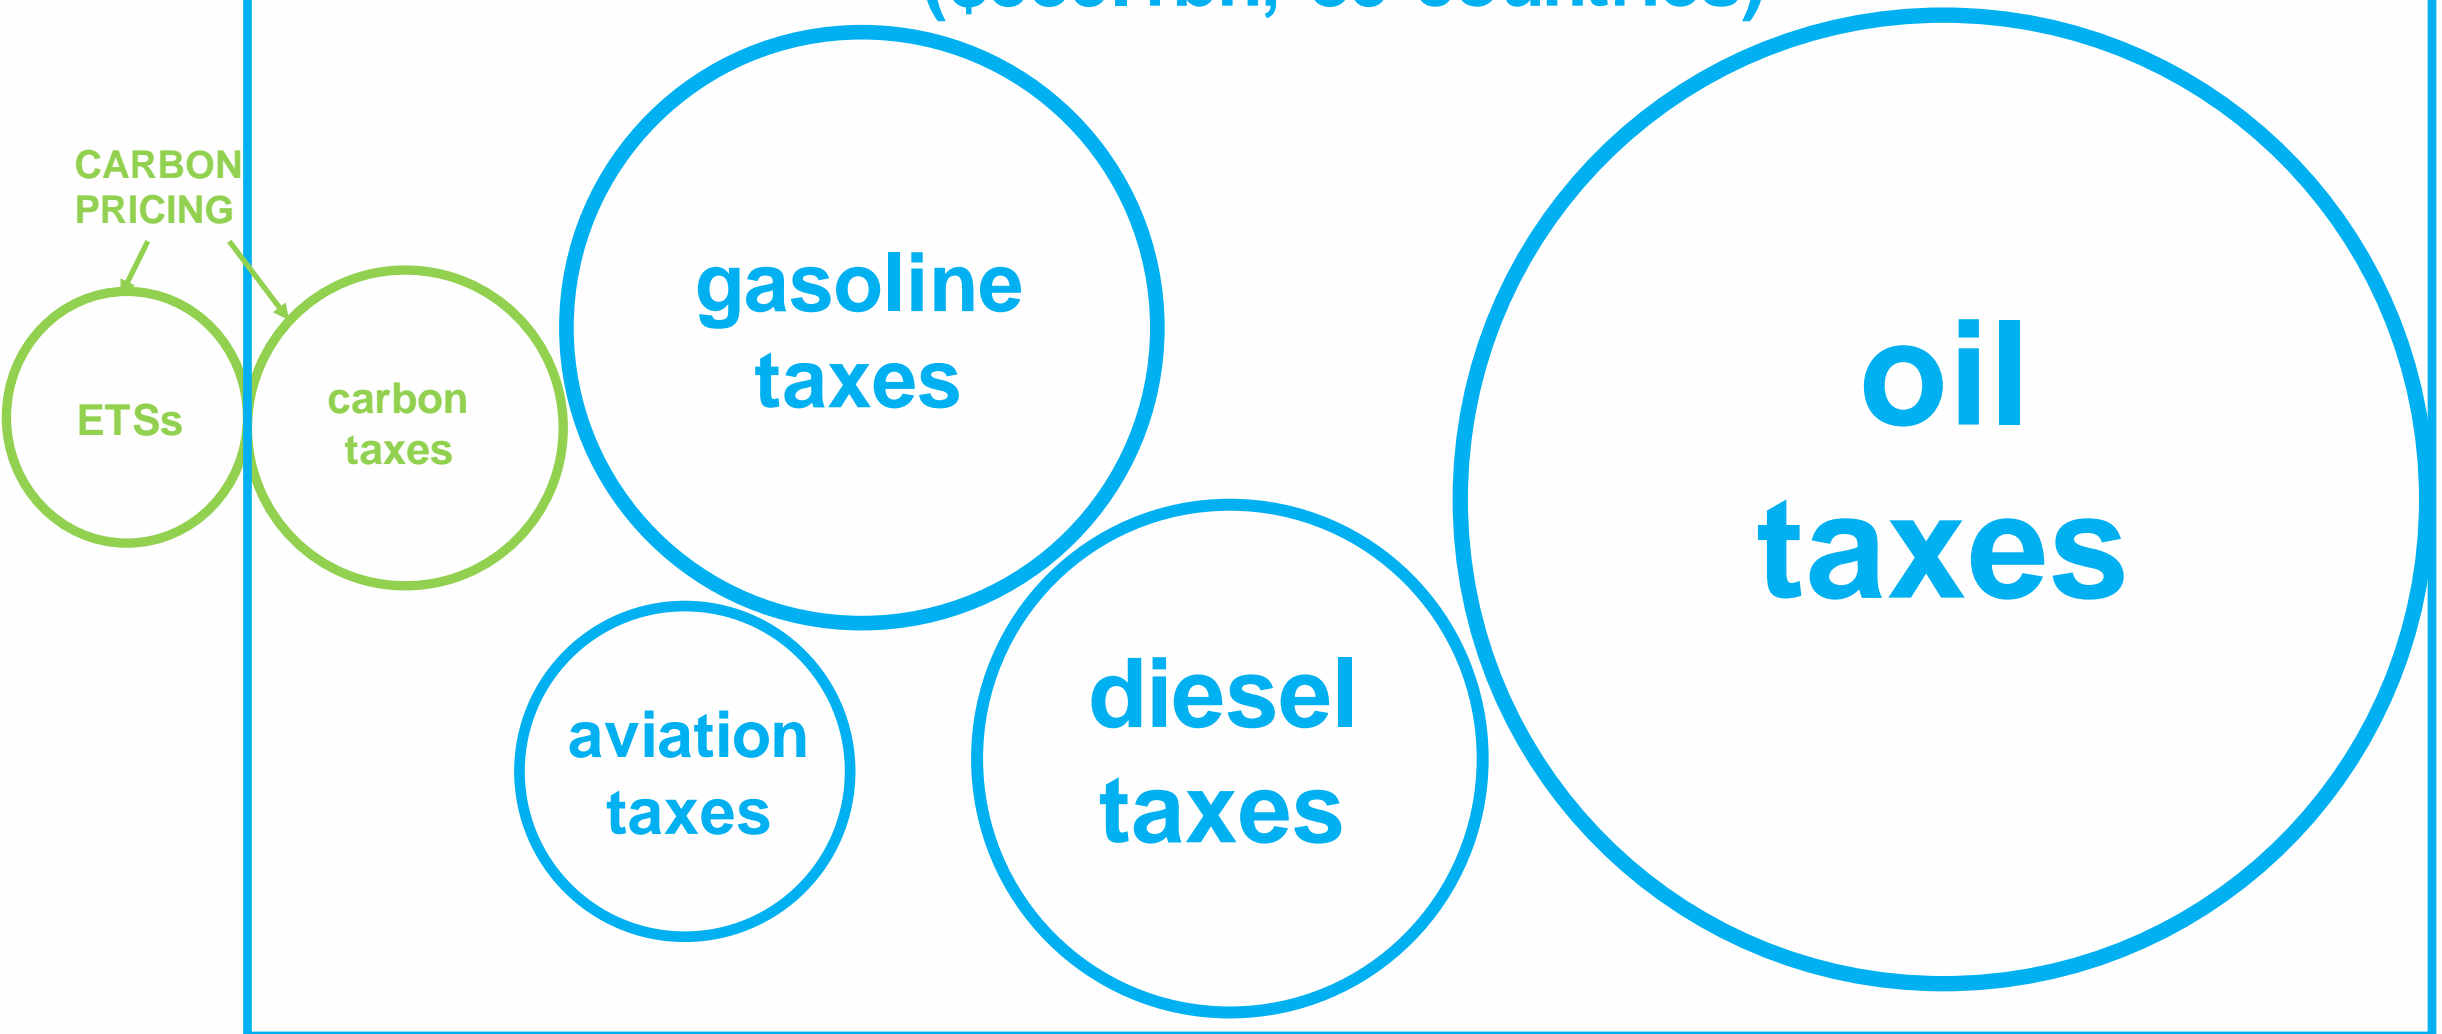 CARBON
PRICING
gasoline
taxes
oil
taxes
ETSs
carbon
taxes
aviation
taxes
diesel
taxes